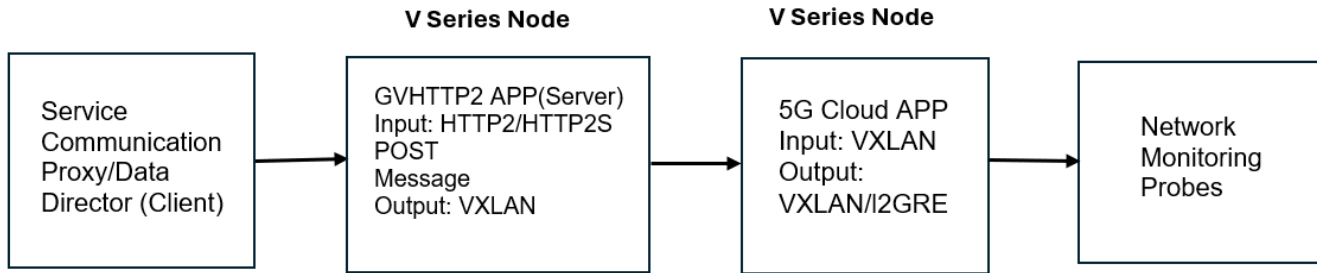 V Series Node
V Series Node
Service
Communication
Proxy/Data
Director (Client)
GVHTTP2 APP(Server)
Input: HTTP2/HTTP2S
POST
Message
Output: VXLAN
5G Cloud APP
Input: VXLAN
Output:
VXLAN/l2GRE
Network
Monitoring
Probes